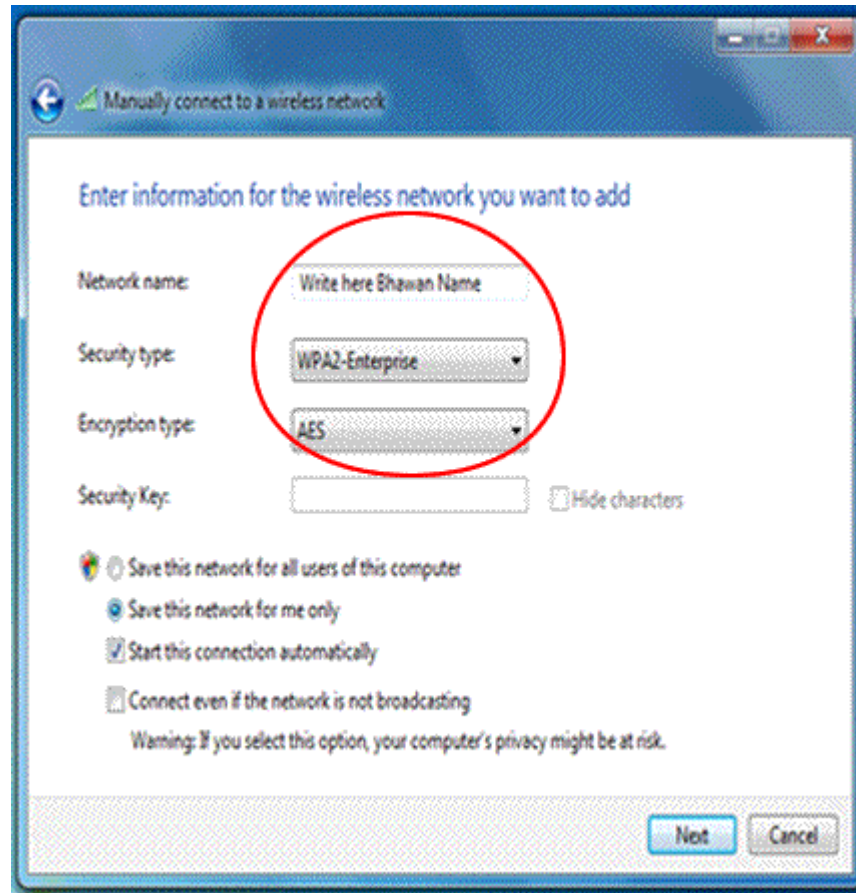 Manually connect to a wireless network
Enter information for the wireless network you want to add
Network name: Write here Bhawan Name
Security type: WPA2-Enterprise
Encryption type: AES
Security Key: Hide characters
Save this network for all users of this computer
Save this network for me only
Start this connection automatically
Connect even if the network is not broadcasting
Warning: If you select this option, your computer's privacy might be at risk.
Next Cancel